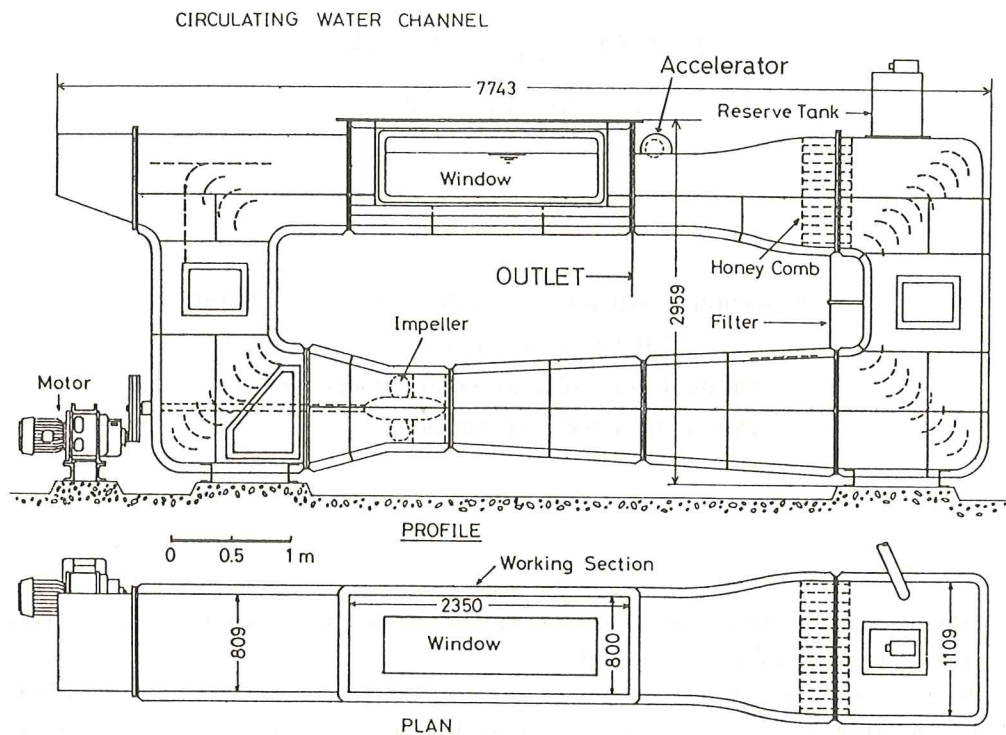 CIRCULATING WATER CHANNEL
7743
Accelerator
Reserve Tank
Window
OUTLET
2959
Honey Comb
Filter
Impeller
Motor
PROFILE
0 0.5 1 m
Working Section
2350
809
Window
800
1109
PLAN